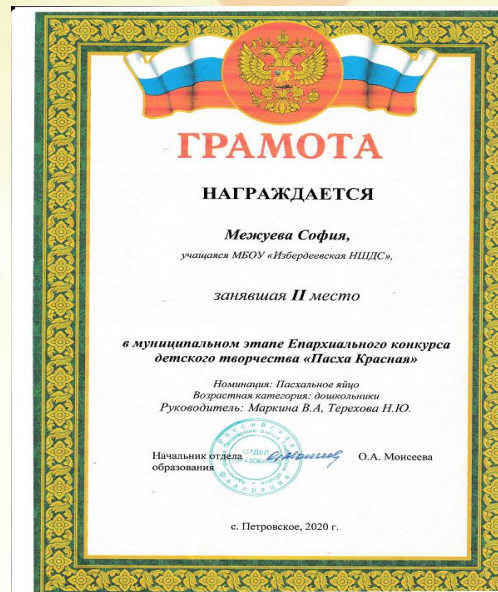 ГРАМОТА
НАГРАЖДАЕТСЯ
Межуева София,
учащаяся МБОУ «Избердеевская НШДС»,
занявшая II место
в муниципальном этапе Епархиального конкурса
детского творчества «Пасха Красная»
Номинация: Пасхальное яйцо
Возрастная категория: дошкольники
Руководитель: Маркина В.А, Терехова Н.Ю.
Начальник отдела
образования
О.А. Моисеева
с. Петровское, 2020 г.